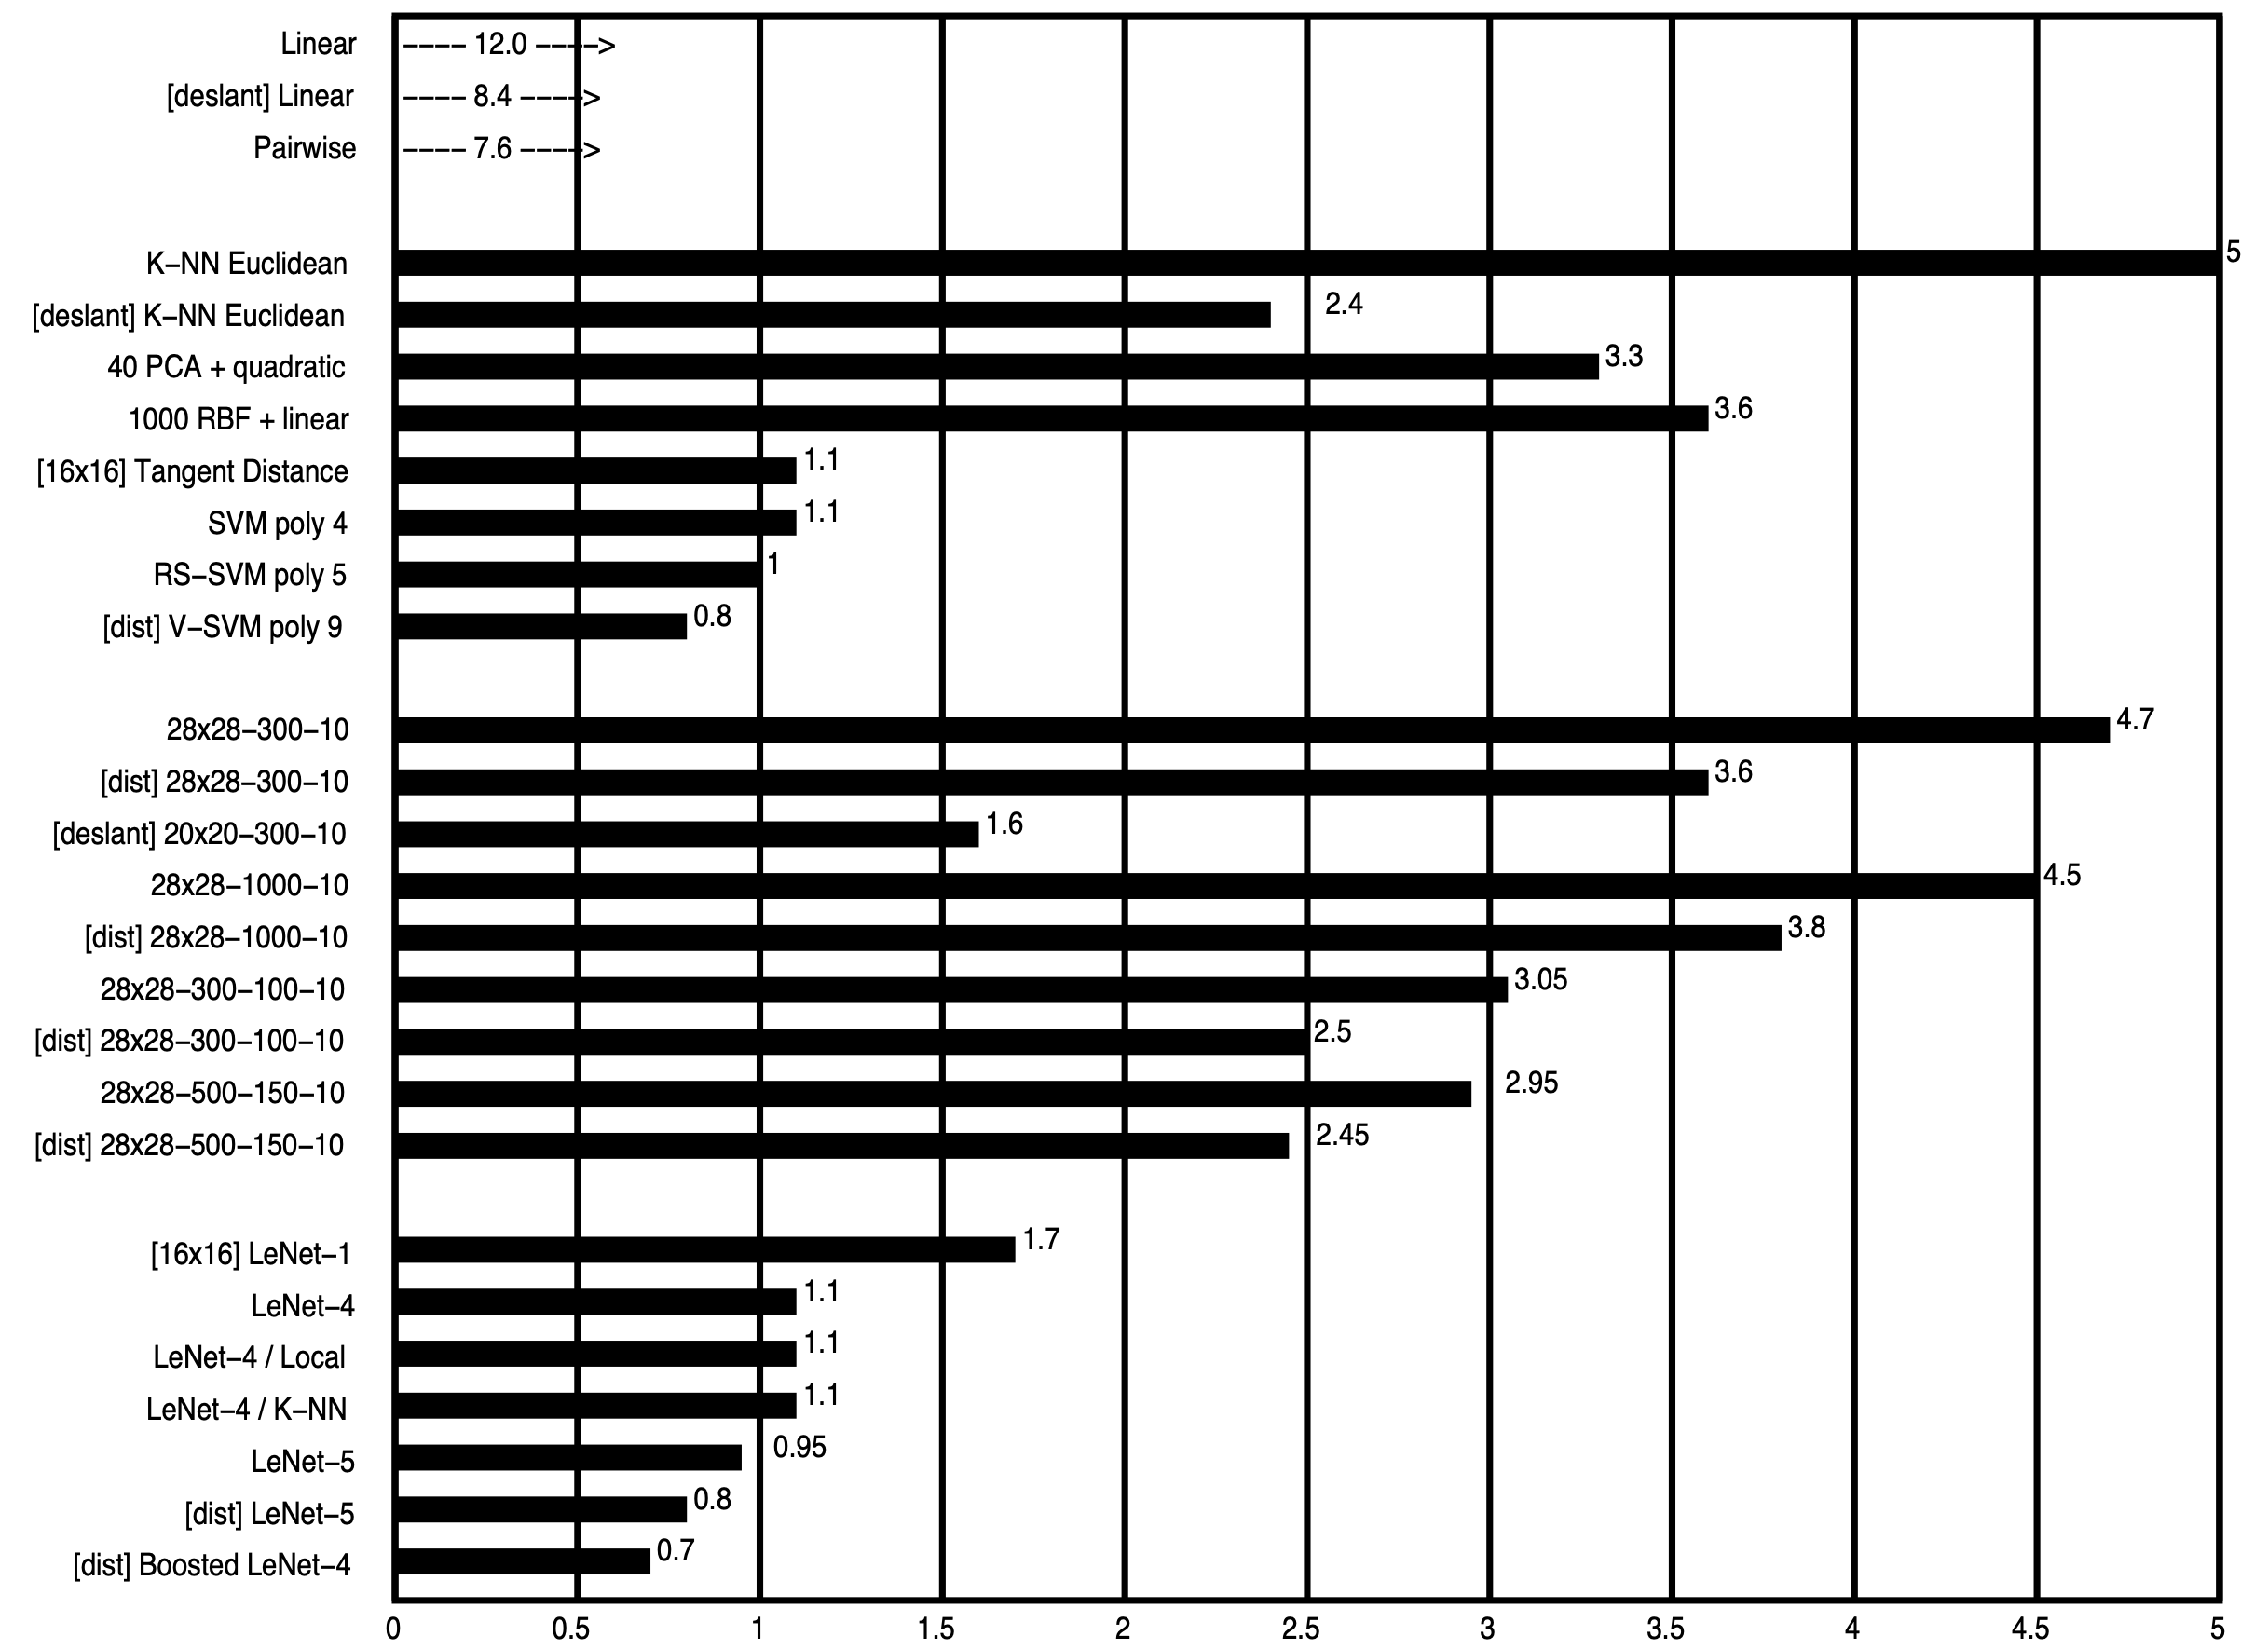 Linear ---- 12.0 ---->
[deslant] Linear ---- 8.4 ---->
Pairwise ---- 7.6 ---->
K-NN Euclidean 5
[deslant] K-NN Euclidean 2.4
40 PCA + quadratic 3.3
1000 RBF + linear 3.6
[16x16] Tangent Distance 1.1
SVM poly 4 1.1
RS-SVM poly 5 1
[dist] V-SVM poly 9 0.8
28x28-300-10 4.7
[dist] 28x28-300-10 3.6
[deslant] 20x20-300-10 1.6
28x28-1000-10 4.5
[dist] 28x28-1000-10 3.8
28x28-300-100-10 3.05
[dist] 28x28-300-100-10 2.5
28x28-500-150-10 2.95
[dist] 28x28-500-150-10 2.45
[16x16] LeNet-1 1.7
LeNet-4 1.1
LeNet-4 / Local 1.1
LeNet-4 / K-NN 1.1
LeNet-5 0.95
[dist] LeNet-5 0.8
[dist] Boosted LeNet-4 0.7
0 0.5 1 1.5 2 2.5 3 3.5 4 4.5 5